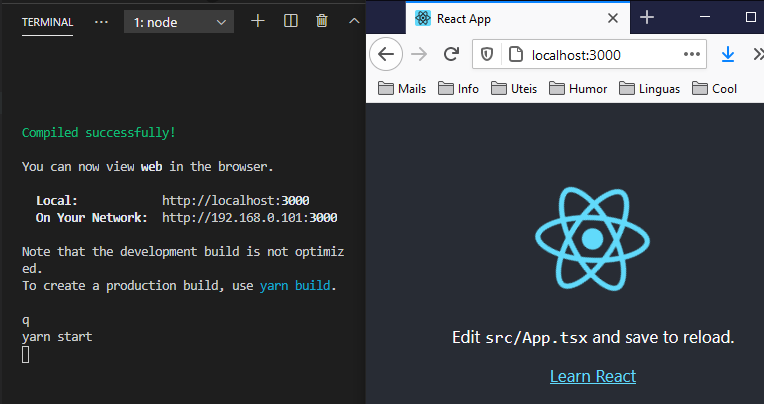 TERMINAL ••• 1: node
Compiled successfully!
You can now view web in the browser.
Local: http://localhost:3000
On Your Network: http://192.168.0.101:3000
Note that the development build is not optimiz
ed.
To create a production build, use yarn build.
q
yarn start
React App
localhost:3000
Mails Info Uteis Humor Linguas Cool
Edit src/App.tsx and save to reload.
Learn React